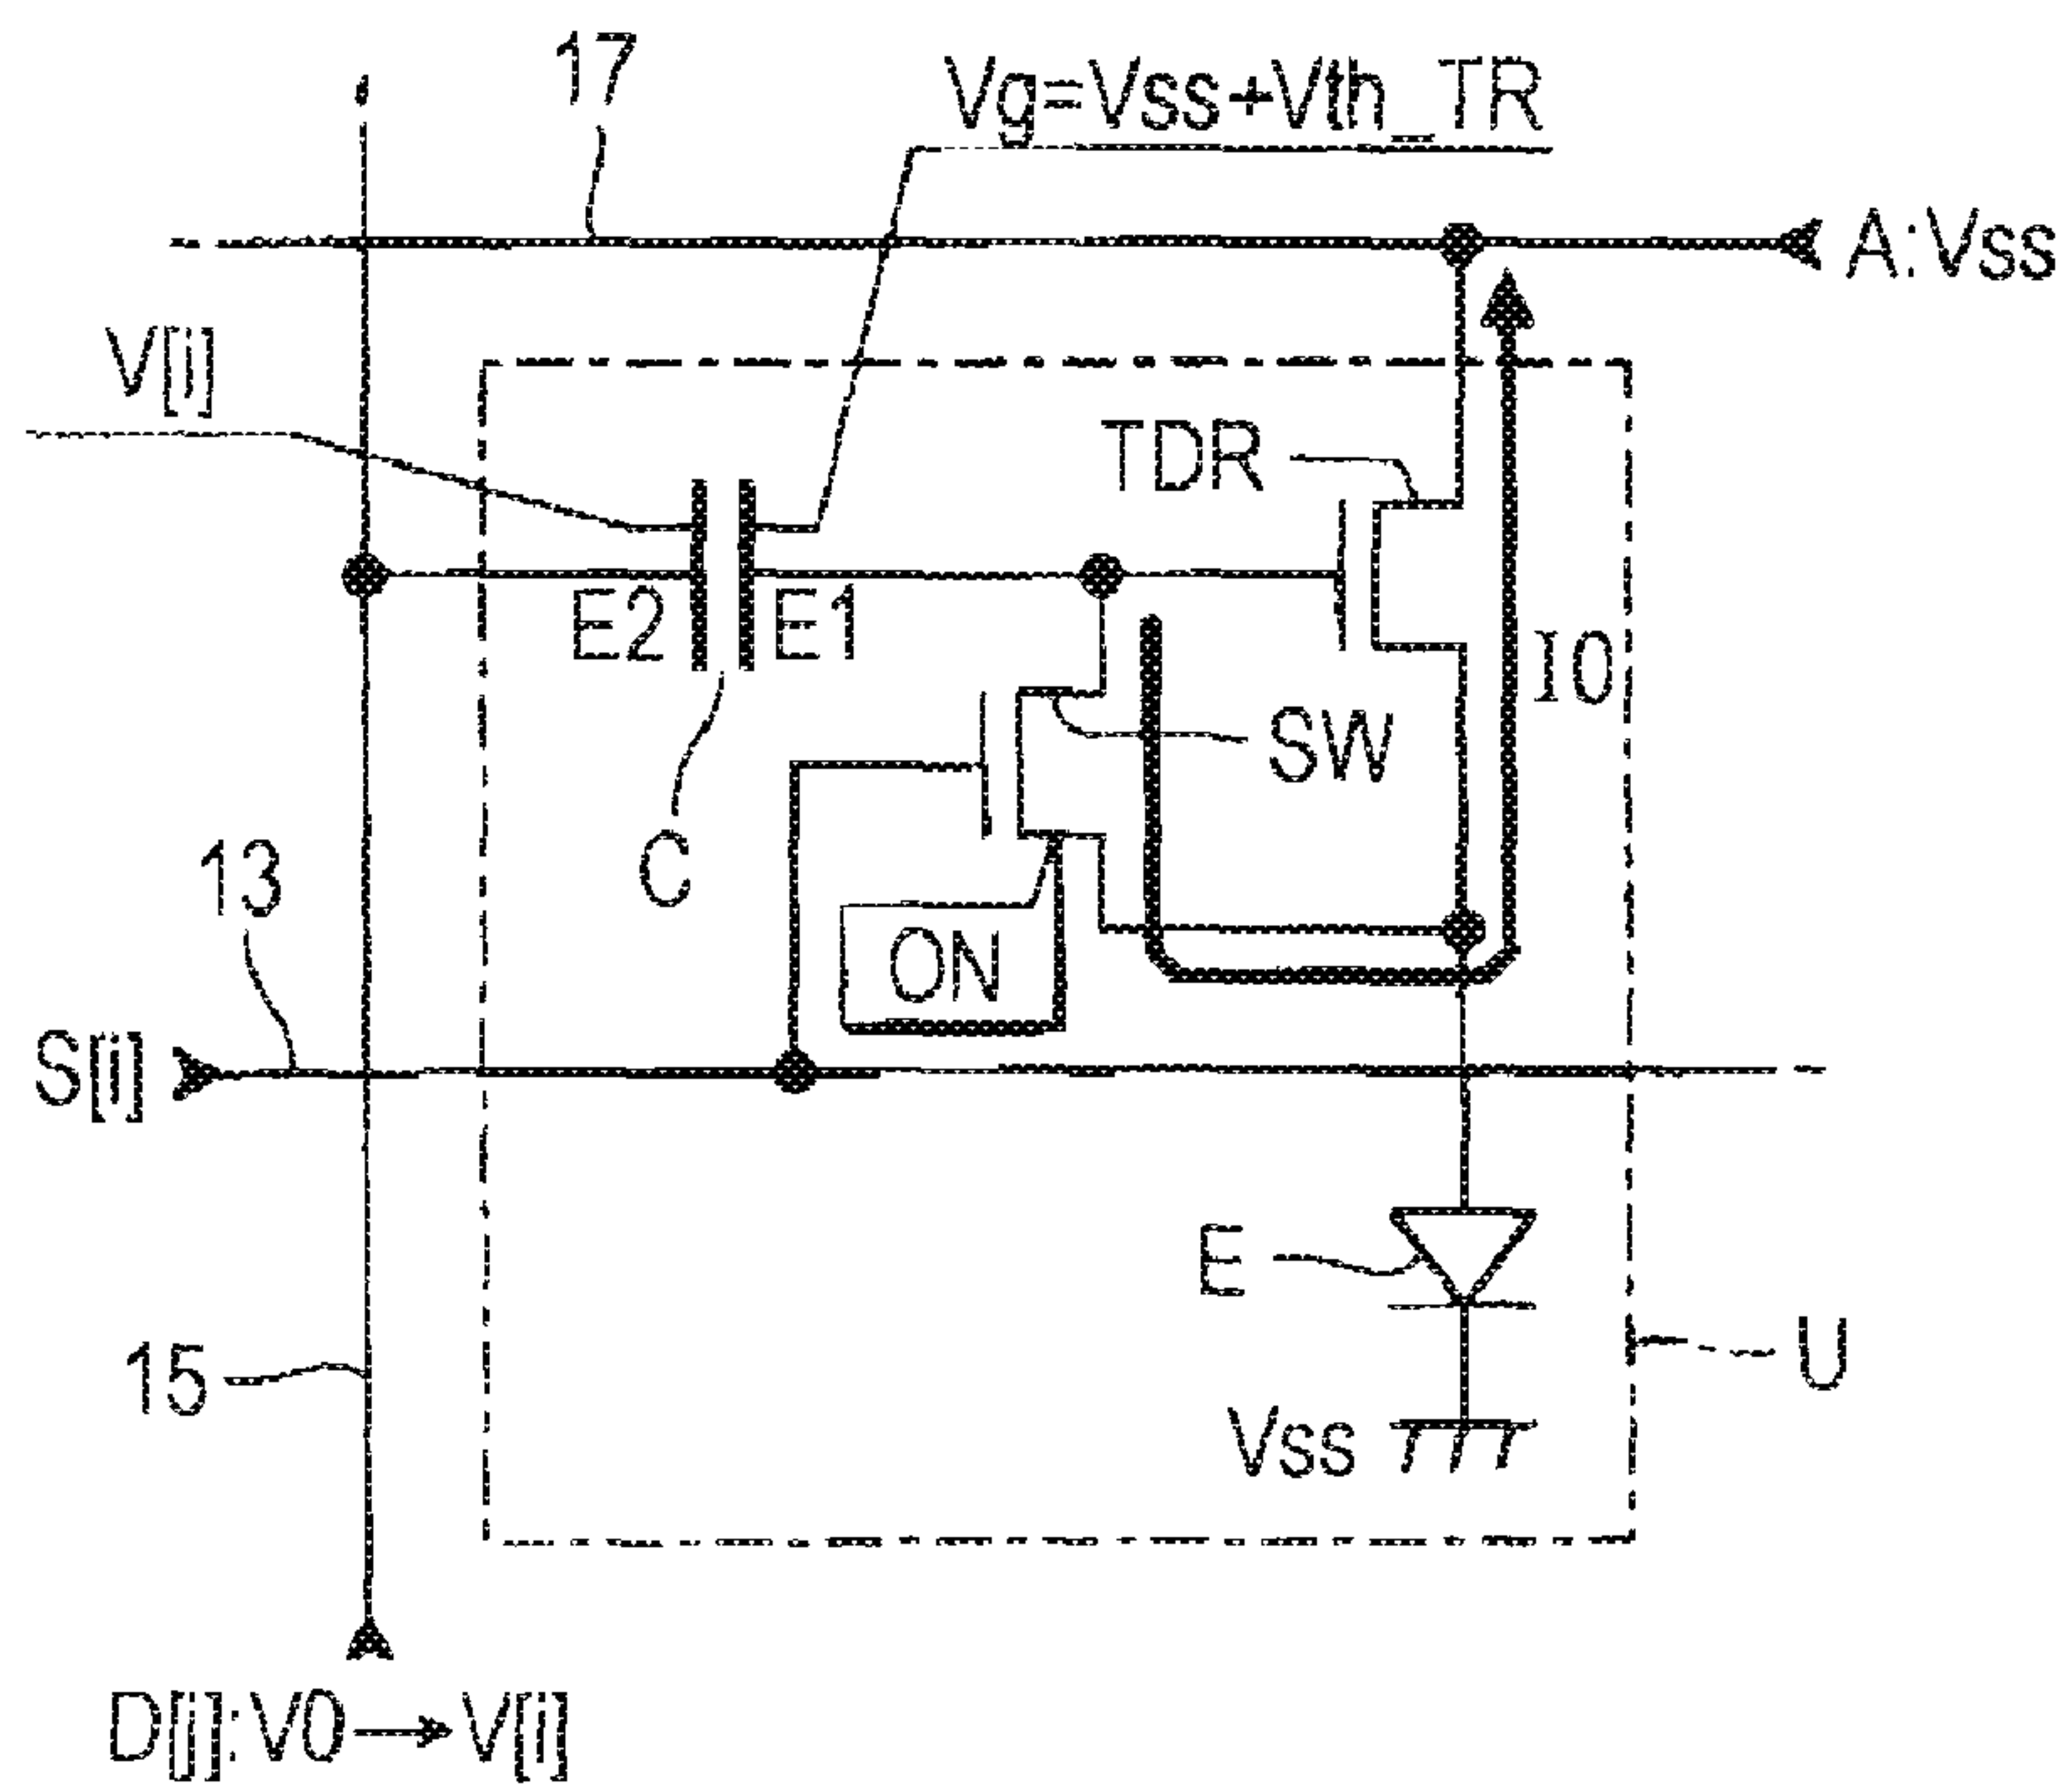 17
Vg=Vss+Vth_TR
A:Vss
V[i]
TDR
E2
E1
I0
SW
C
13
ON
S[i]
E
15
U
Vss
D[j]:V0→V[i]